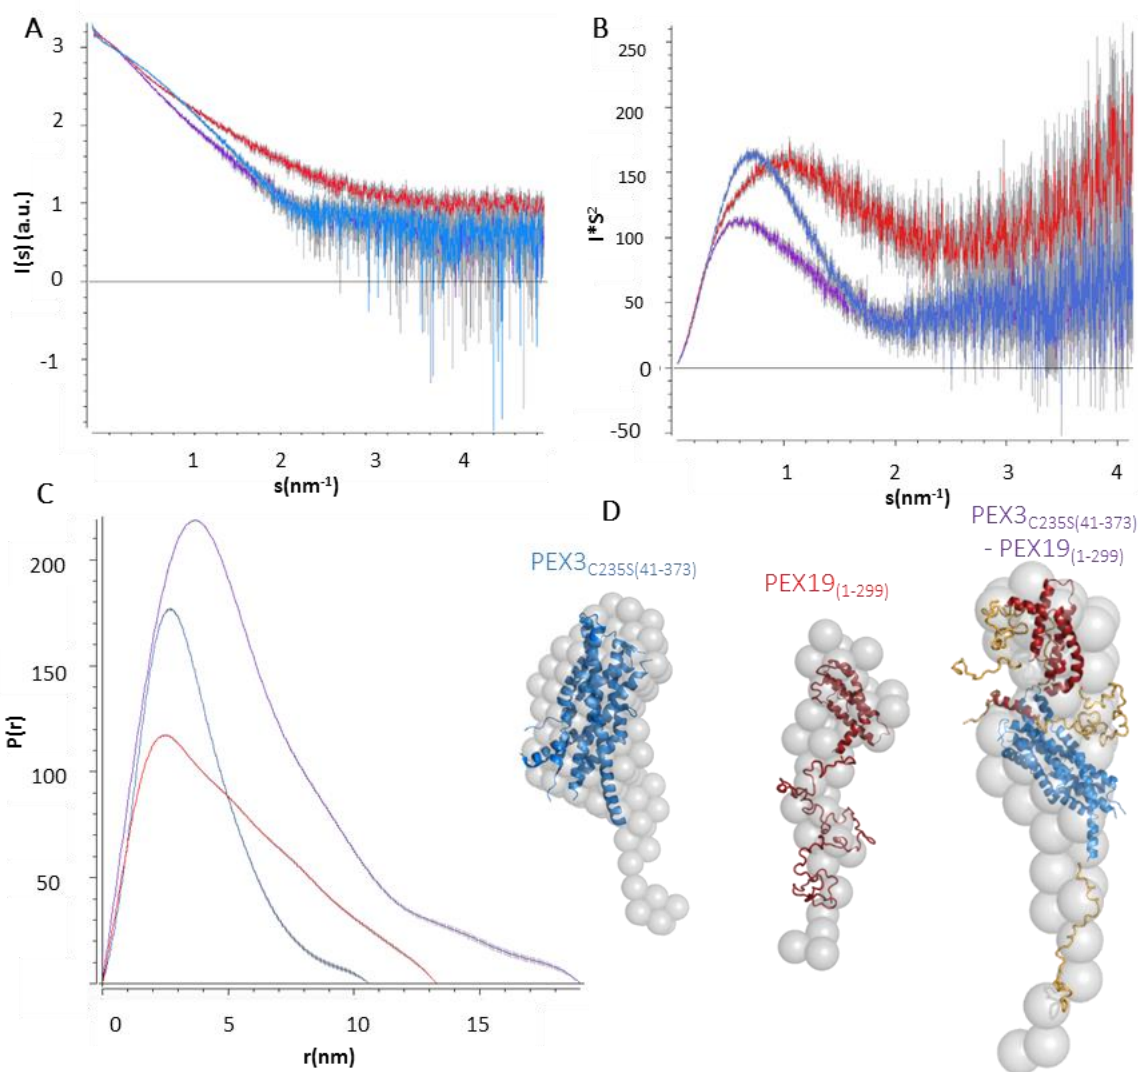 A
3
2
1
0
-1
I(s) (a.u.)
1 2 3 4
s(nm⁻¹)
B
250
200
150
100
50
0
-50
I*S²
1 2 3 4
s(nm⁻¹)
C
200
150
100
50
P(r)
0 5 10 15
r(nm)
D
PEX3C235S(41-373)
PEX19(1-299)
PEX3C235S(41-373)
- PEX19(1-299)